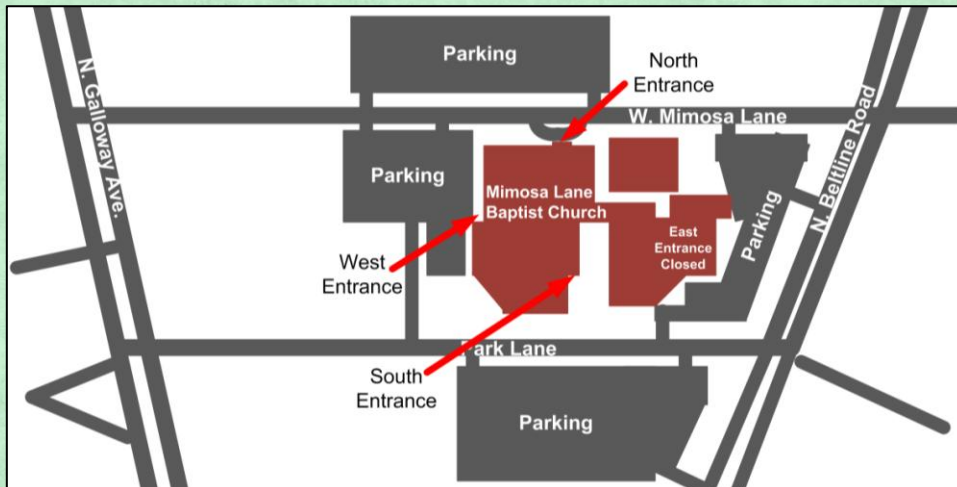 Parking
North
Entrance
W. Mimosa Lane
N. Galloway Ave.
Parking
Mimosa Lane
Baptist Church
N. Beltline Road
Parking
East
Entrance
Closed
West
Entrance
Park Lane
South
Entrance
Parking